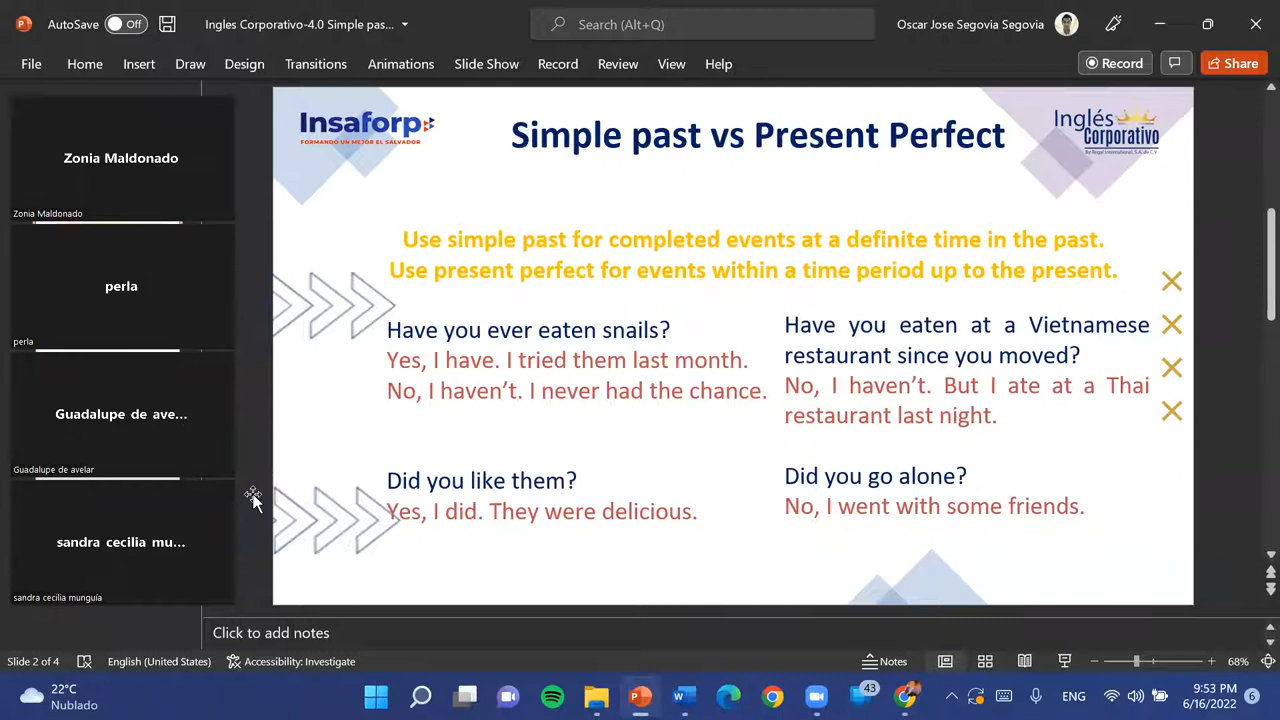 AutoSave Off Ingles Corporativo-4.0 Simple pas... Search (Alt+Q) Oscar Jose Segovia Segovia
File Home Insert Draw Design Transitions Animations Slide Show Record Review View Help Record Share
Zonia Maldonado
Zonia Maldonado
perla
perla
Guadalupe de ave...
Guadalupe de avelar
sandra cecilia mu...
sandra cecilia munguía
Insaforp
FORMANDO UN MEJOR EL SALVADOR
Simple past vs Present Perfect
Inglés
Corporativo
By Regal International, S.A. de C.V.
Use simple past for completed events at a definite time in the past.
Use present perfect for events within a time period up to the present.
Have you ever eaten snails?
Yes, I have. I tried them last month.
No, I haven't. I never had the chance.
Did you like them?
Yes, I did. They were delicious.
Have you eaten at a Vietnamese
restaurant since you moved?
No, I haven't. But I ate at a Thai
restaurant last night.
Did you go alone?
No, I went with some friends.
Click to add notes
Slide 2 of 4 English (United States) Accessibility: Investigate Notes 68%
22°C
Nublado
43
ENG
9:53 PM
6/16/2022
6